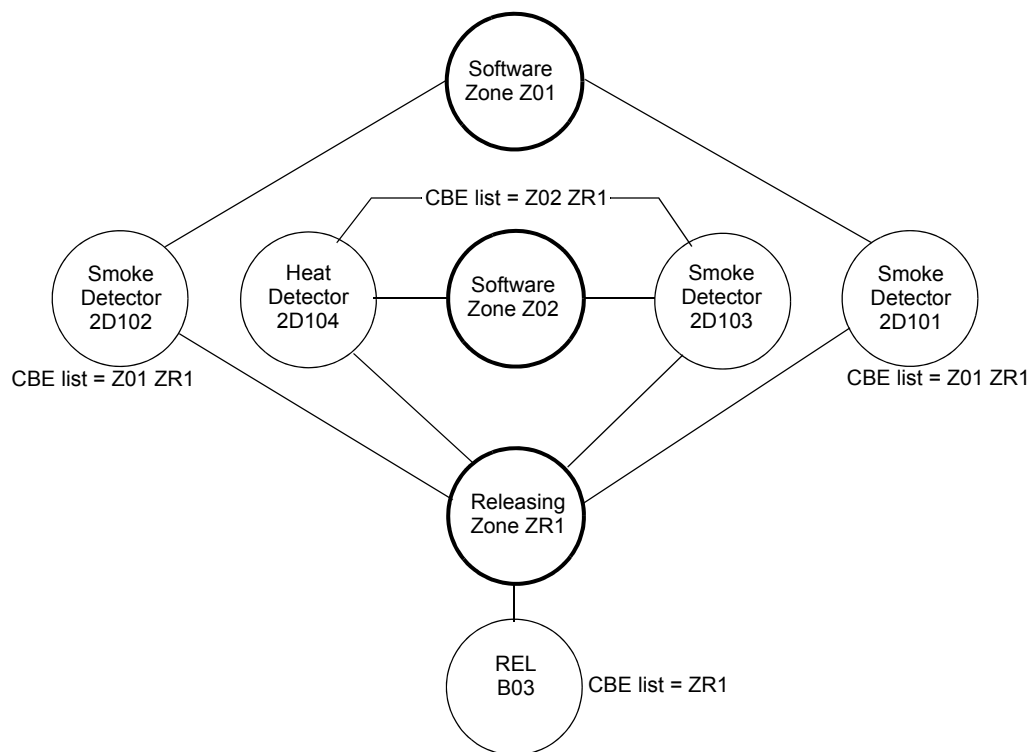 Software
Zone Z01
CBE list = Z02 ZR1
Smoke
Detector
2D102
Heat
Detector
2D104
Software
Zone Z02
Smoke
Detector
2D103
Smoke
Detector
2D101
CBE list = Z01 ZR1
CBE list = Z01 ZR1
Releasing
Zone ZR1
REL
B03
CBE list = ZR1